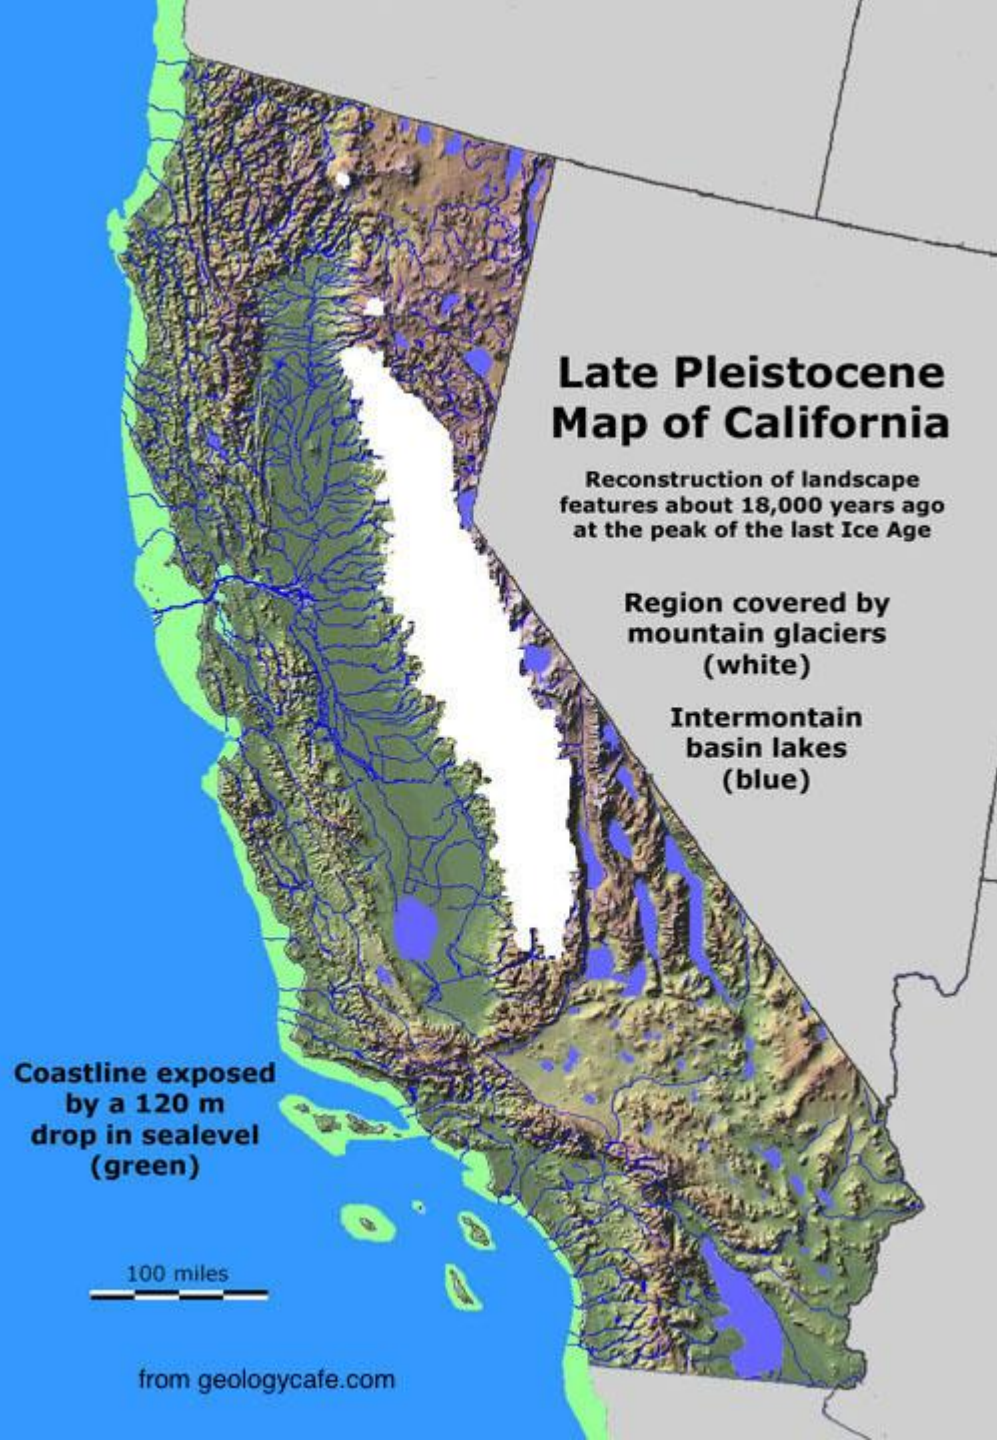 Late Pleistocene
Map of California
Reconstruction of landscape
features about 18,000 years ago
at the peak of the last Ice Age
Region covered by
mountain glaciers
(white)
Intermontain
basin lakes
(blue)
Coastline exposed
by a 120 m
drop in sealevel
(green)
100 miles
from geologycafe.com